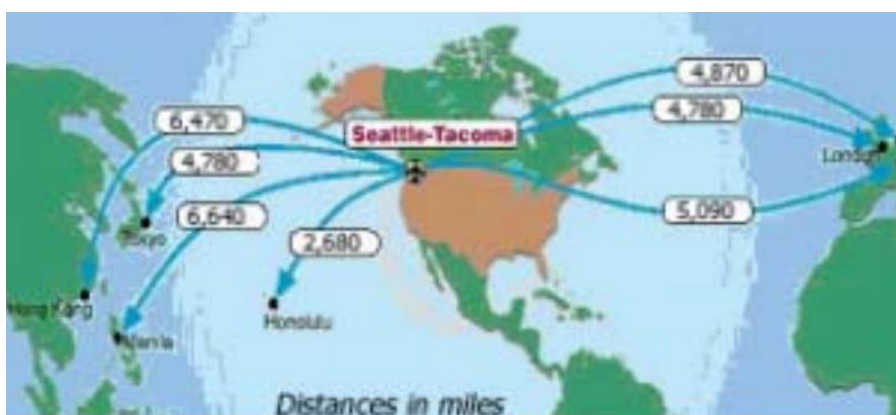 4,870
6,470
4,780
Seattle-Tacoma
4,780
London
6,640
5,090
Tokyo
2,680
Hong Kong
Honolulu
Manila
Distances in miles